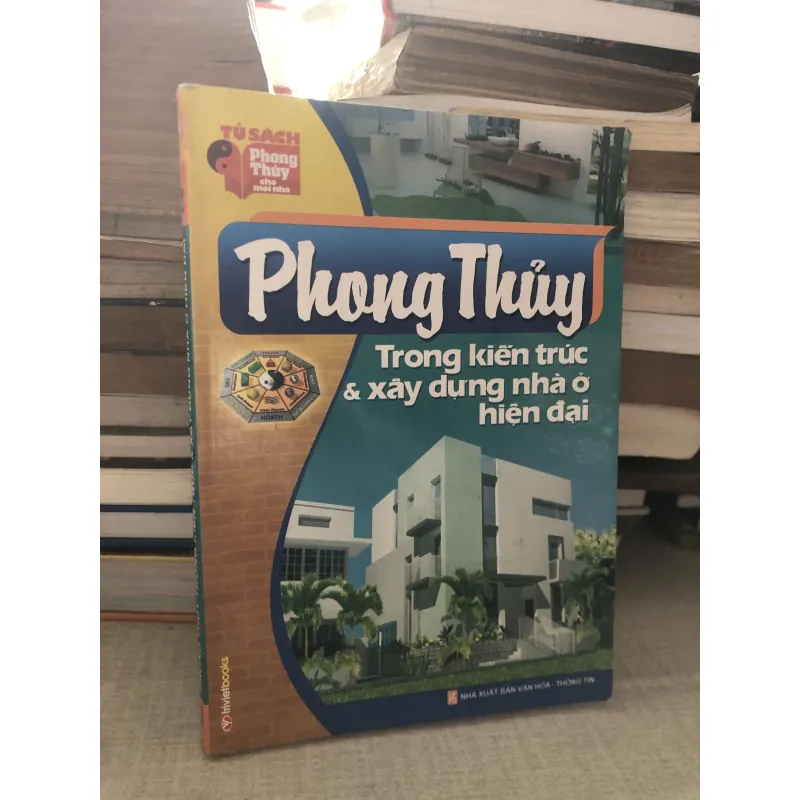 TỦ SÁCH
Phong
Thủy
cho
mọi nhà
Phong Thủy
Trong kiến trúc
& xây dựng nhà ở
hiện đại
NORTH
trivietbooks
NHÀ XUẤT BẢN VĂN HÓA - THÔNG TIN